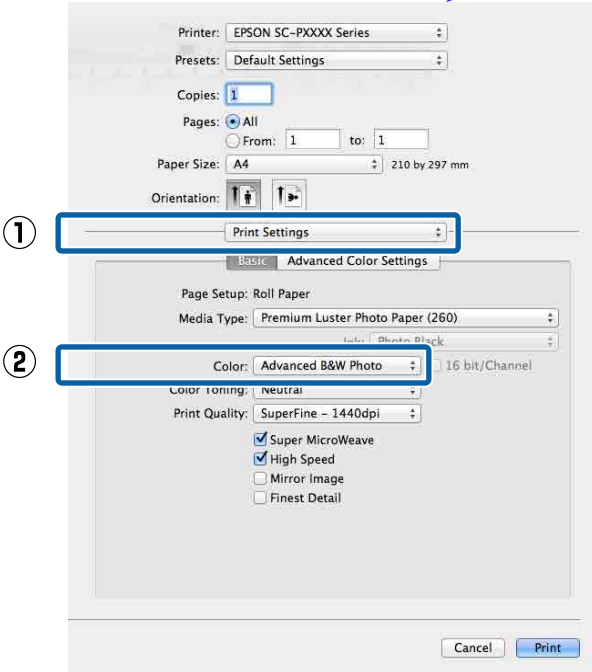 Printer: EPSON SC-PXXXX Series
Presets: Default Settings
Copies: 1
Pages: All
From: 1 to: 1
Paper Size: A4 210 by 297 mm
Orientation:
1
Print Settings
Basic Advanced Color Settings
Page Setup: Roll Paper
Media Type: Premium Luster Photo Paper (260)
Ink: Photo Black
2
Color: Advanced B&W Photo 16 bit/Channel
Color Toning: Neutral
Print Quality: SuperFine - 1440dpi
Super MicroWeave
High Speed
Mirror Image
Finest Detail
Cancel Print